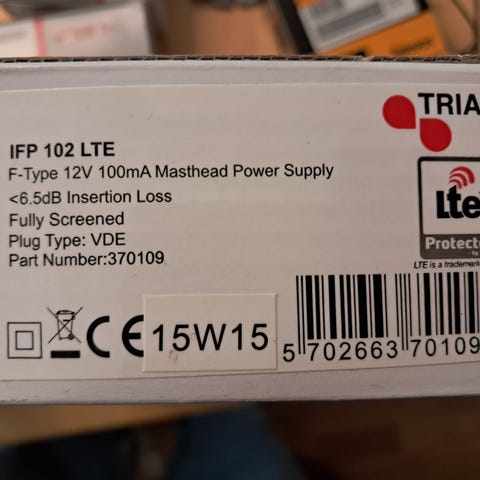 TRIA
IFP 102 LTE
F-Type 12V 100mA Masthead Power Supply
<6.5dB Insertion Loss
Fully Screened
Plug Type: VDE
Part Number:370109
Lte
Protecte
LTE is a trademark
CE
15W15
5 702663 70109